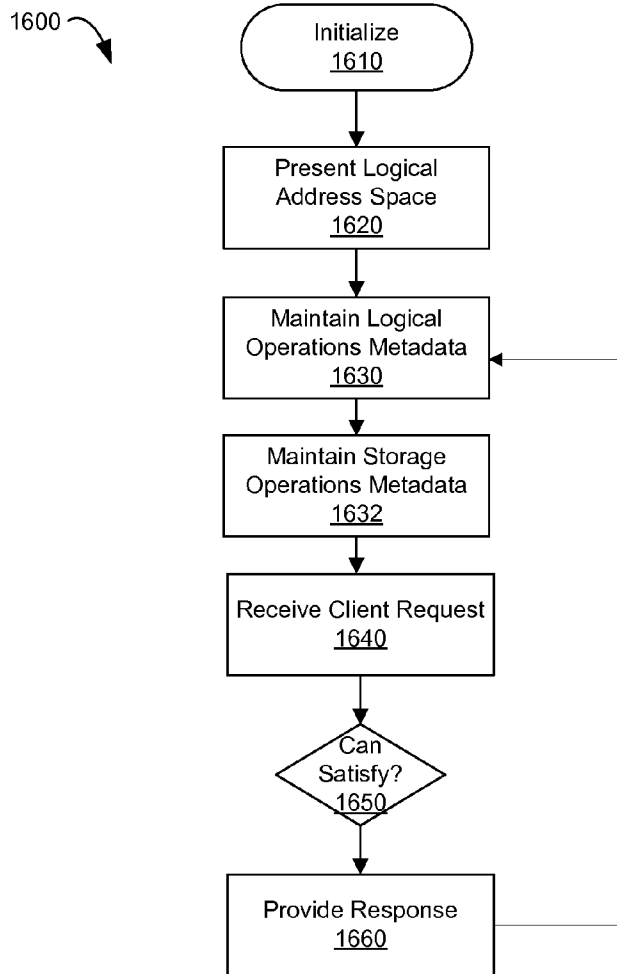 1600
Initialize
1610
Present Logical
Address Space
1620
Maintain Logical
Operations Metadata
1630
Maintain Storage
Operations Metadata
1632
Receive Client Request
1640
Can
Satisfy?
1650
Provide Response
1660